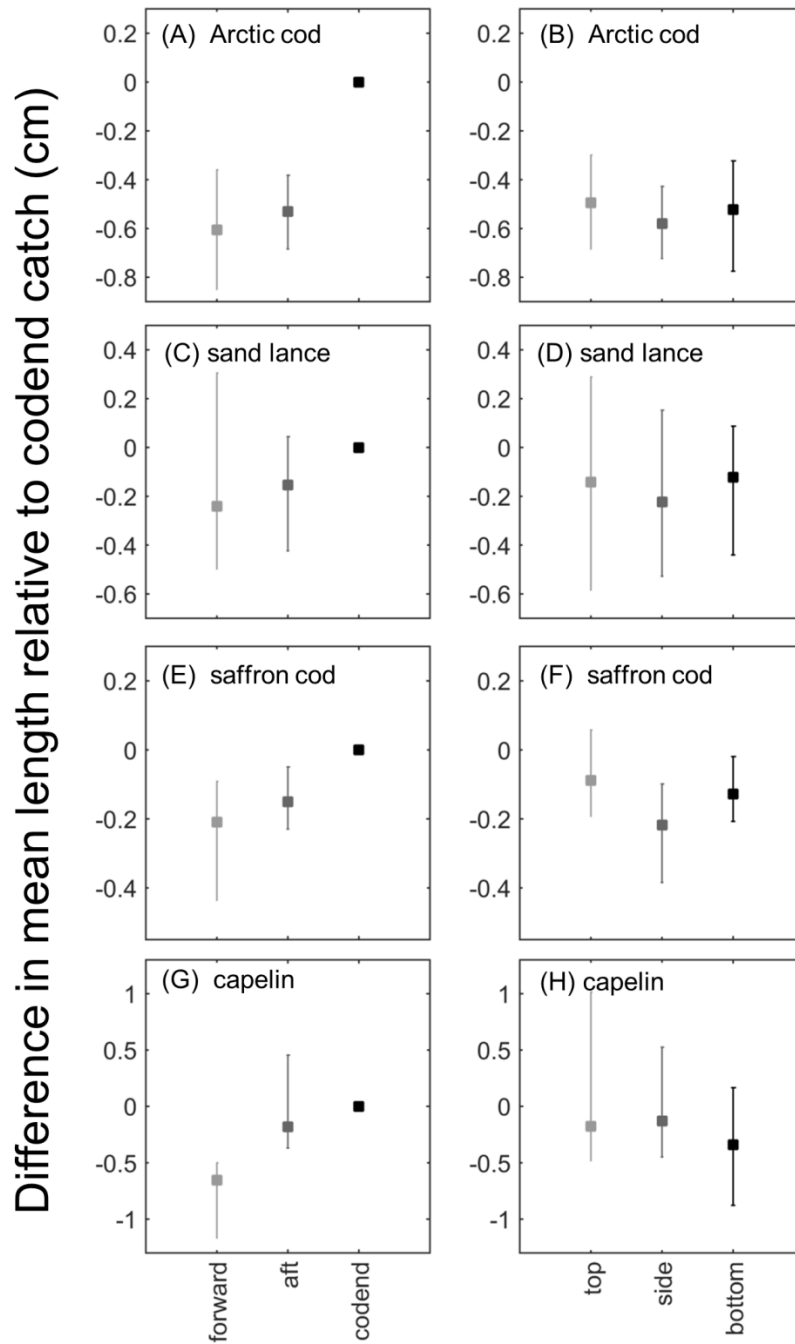 Difference in mean length relative to codend catch (cm)
(A) Arctic cod
0.2
0
-0.2
-0.4
-0.6
-0.8
(B) Arctic cod
0.2
0
-0.2
-0.4
-0.6
-0.8
(C) sand lance
0.4
0.2
0
-0.2
-0.4
-0.6
(D) sand lance
0.4
0.2
0
-0.2
-0.4
-0.6
(E) saffron cod
0.2
0
-0.2
-0.4
(F) saffron cod
0.2
0
-0.2
-0.4
(G) capelin
1
0.5
0
-0.5
-1
(H) capelin
1
0.5
0
-0.5
-1
forward
aft
codend
top
side
bottom